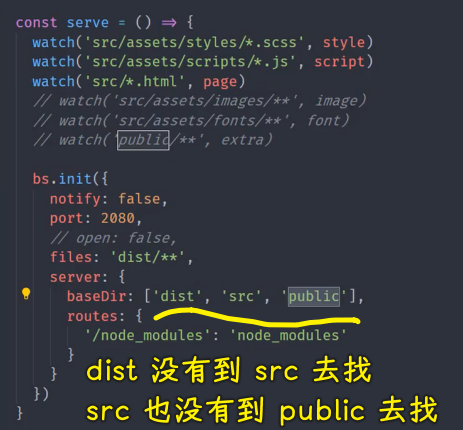 const serve = () => {
watch('src/assets/styles/*.scss', style)
watch('src/assets/scripts/*.js', script)
watch('src/*.html', page)
// watch('src/assets/images/**', image)
// watch('src/assets/fonts/**', font)
// watch('public/**', extra)
bs.init({
notify: false,
port: 2080,
// open: false,
files: 'dist/**',
server: {
baseDir: ['dist', 'src', 'public'],
routes: {
'/node_modules': 'node_modules'
}
}
})
}
dist 没有到 src 去找
src 也没有到 public 去找